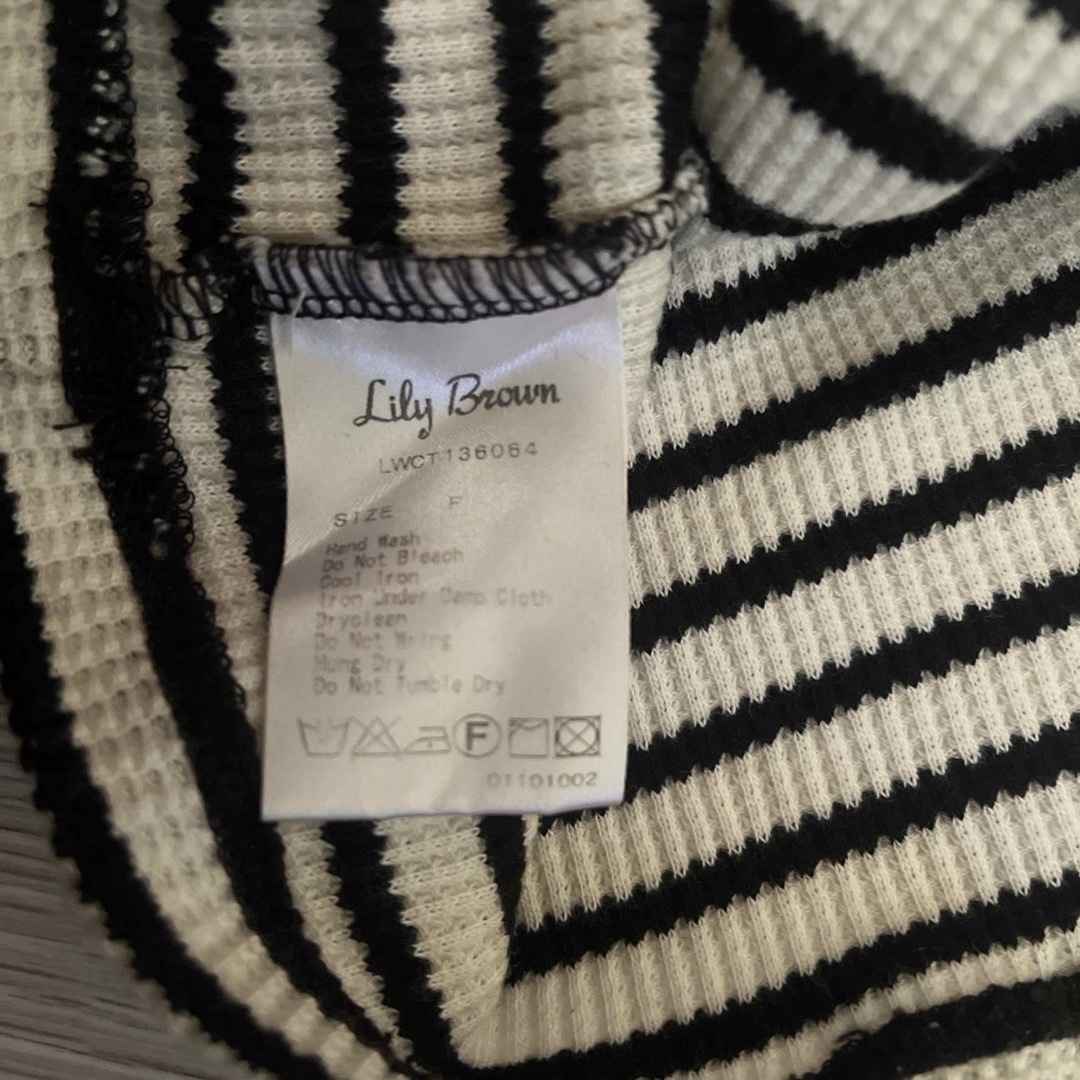 Lily Brown
LWCT136064
SIZE F
Hand Wash
Do Not Bleach
Cool Iron
Iron Under Damp Cloth
Dryclean
Do Not Wring
Hung Dry
Do Not Tumble Dry
F
01101002